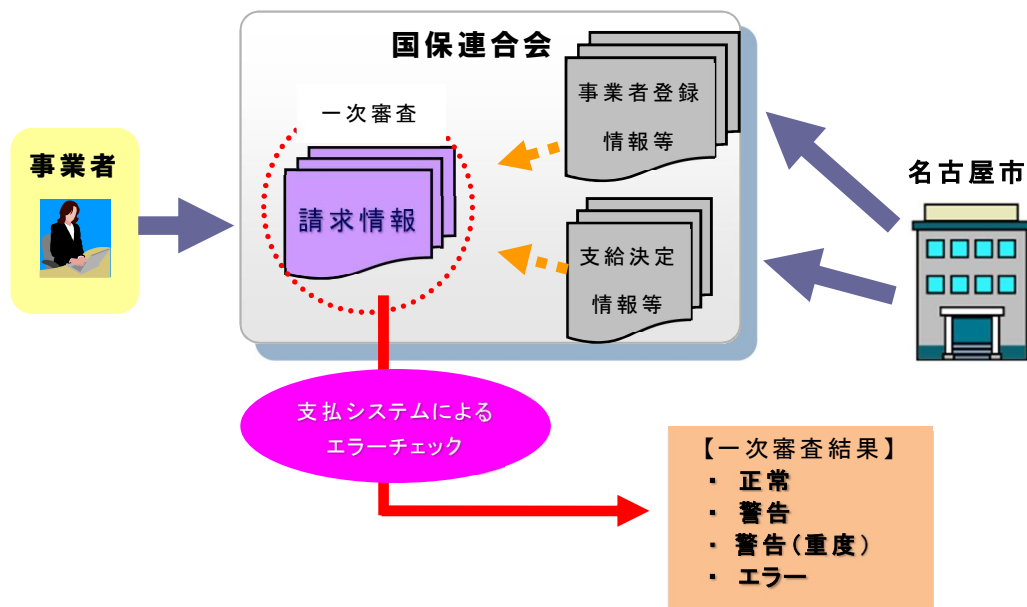 国保連合会
一次審査
事業者登録
情報等
事業者
請求情報
名古屋市
支給決定
情報等
支払システムによる
エラーチェック
【一次審査結果】
・ 正常
・ 警告
・ 警告(重度)
・ エラー